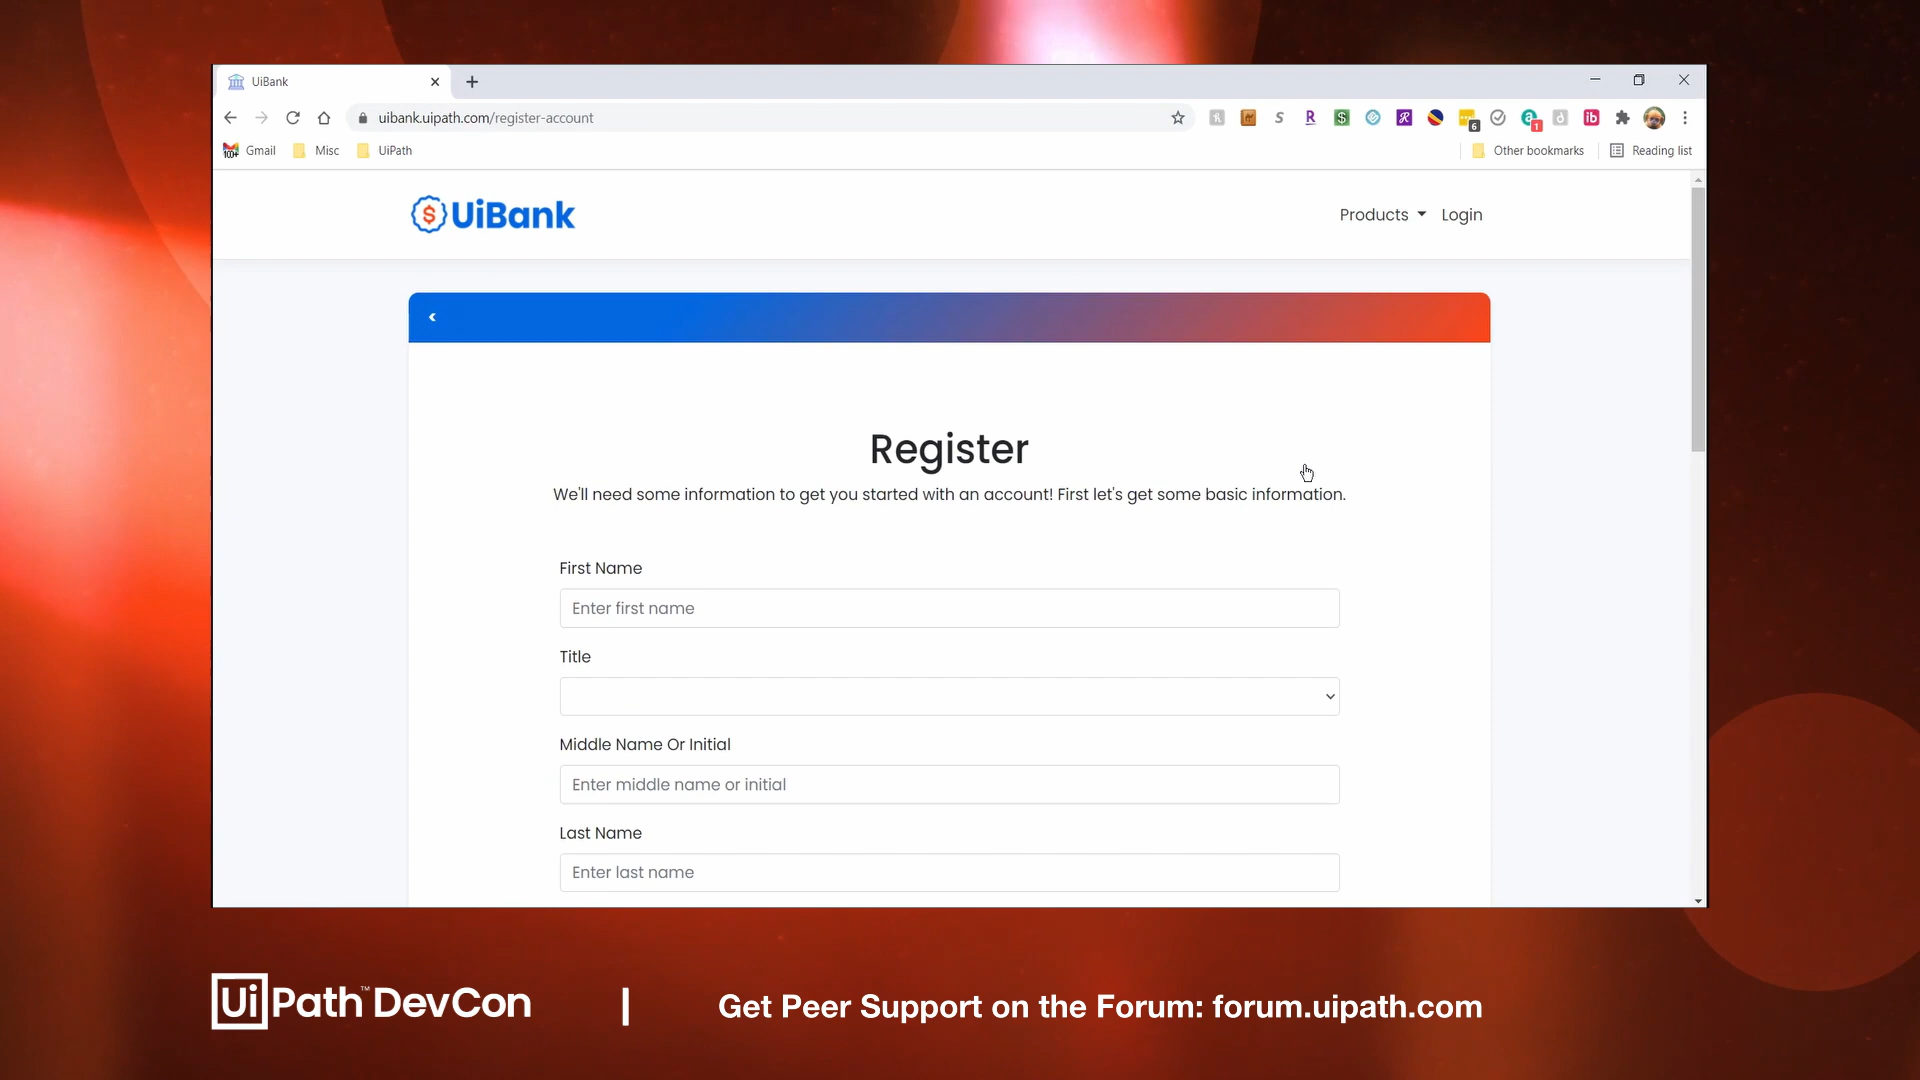 UiBank
uibank.uipath.com/register-account
Gmail
Misc
UiPath
Other bookmarks
Reading list
UiBank
Products
Login
Register
We'll need some information to get you started with an account! First let's get some basic information.
First Name
Enter first name
Title
Middle Name Or Initial
Enter middle name or initial
Last Name
Enter last name
UiPath™ DevCon
| Get Peer Support on the Forum: forum.uipath.com